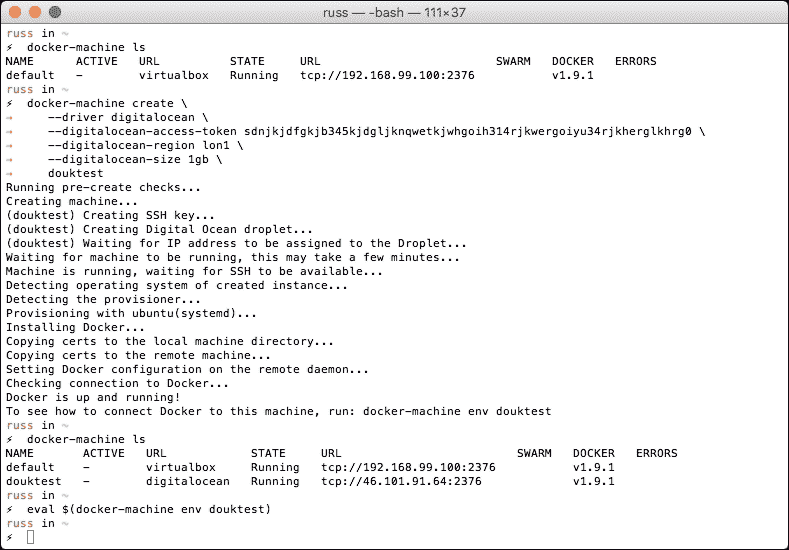 russ — -bash — 111×37
russ in ~
⚡ docker-machine ls
NAME ACTIVE URL STATE URL SWARM DOCKER ERRORS
default - virtualbox Running tcp://192.168.99.100:2376 v1.9.1
russ in ~
⚡ docker-machine create \
→ --driver digitalocean \
→ --digitalocean-access-token sdnjkjdfgkjb345kjdgljknqwetkjwhgoih314rjkwergoiyu34rjkherglkhrg0 \
→ --digitalocean-region lon1 \
→ --digitalocean-size 1gb \
→ douktest
Running pre-create checks...
Creating machine...
(douktest) Creating SSH key...
(douktest) Creating Digital Ocean droplet...
(douktest) Waiting for IP address to be assigned to the Droplet...
Waiting for machine to be running, this may take a few minutes...
Machine is running, waiting for SSH to be available...
Detecting operating system of created instance...
Detecting the provisioner...
Provisioning with ubuntu(systemd)...
Installing Docker...
Copying certs to the local machine directory...
Copying certs to the remote machine...
Setting Docker configuration on the remote daemon...
Checking connection to Docker...
Docker is up and running!
To see how to connect Docker to this machine, run: docker-machine env douktest
russ in ~
⚡ docker-machine ls
NAME ACTIVE URL STATE URL SWARM DOCKER ERRORS
default - virtualbox Running tcp://192.168.99.100:2376 v1.9.1
douktest - digitalocean Running tcp://46.101.91.64:2376 v1.9.1
russ in ~
⚡ eval $(docker-machine env douktest)
russ in ~
⚡